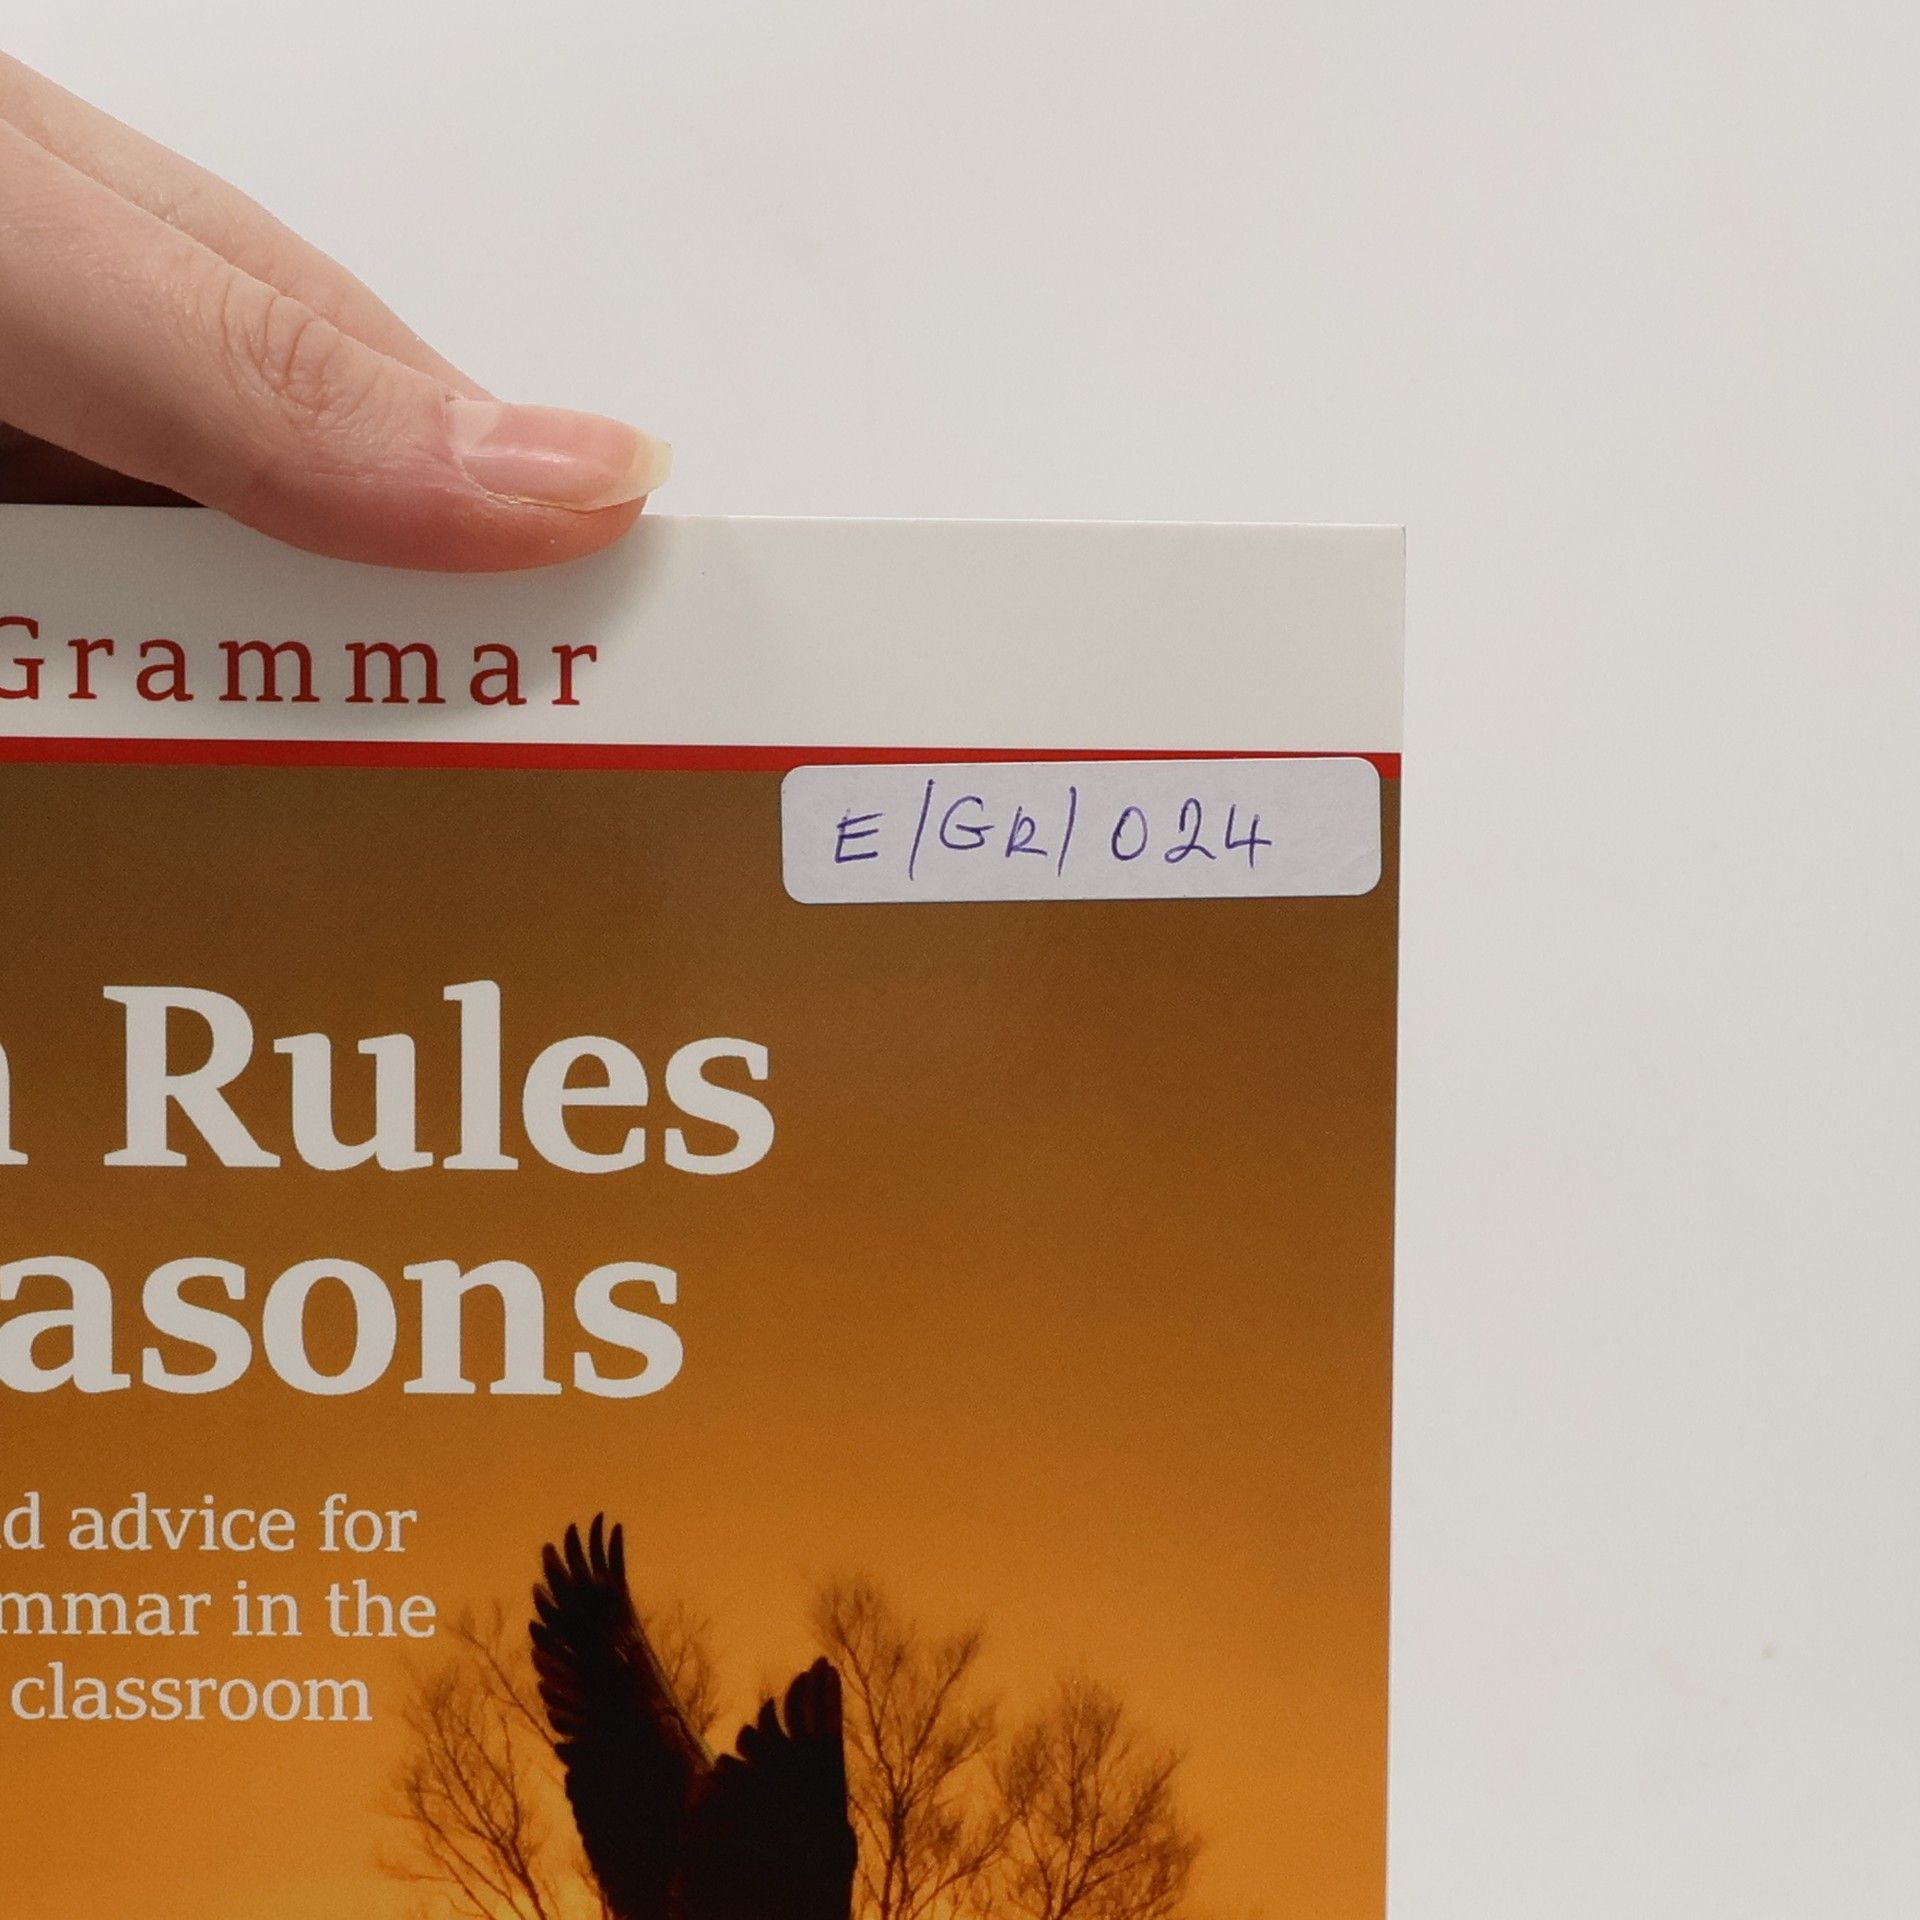 Grammar
E/GR/024
Rules
asons
d advice for
mmar in the
classroom